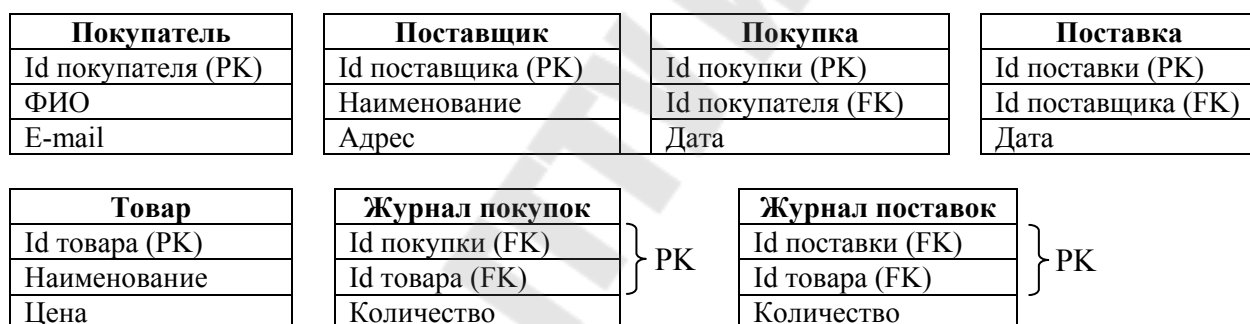 Покупатель
Id покупателя (PK)
ФИО
E-mail
Поставщик
Id поставщика (PK)
Наименование
Адрес
Покупка
Id покупки (PK)
Id покупателя (FK)
Дата
Поставка
Id поставки (PK)
Id поставщика (FK)
Дата
Товар
Id товара (PK)
Наименование
Цена
Журнал покупок
Id покупки (FK)
Id товара (FK)
Количество
PK
Журнал поставок
Id поставки (FK)
Id товара (FK)
Количество
PK